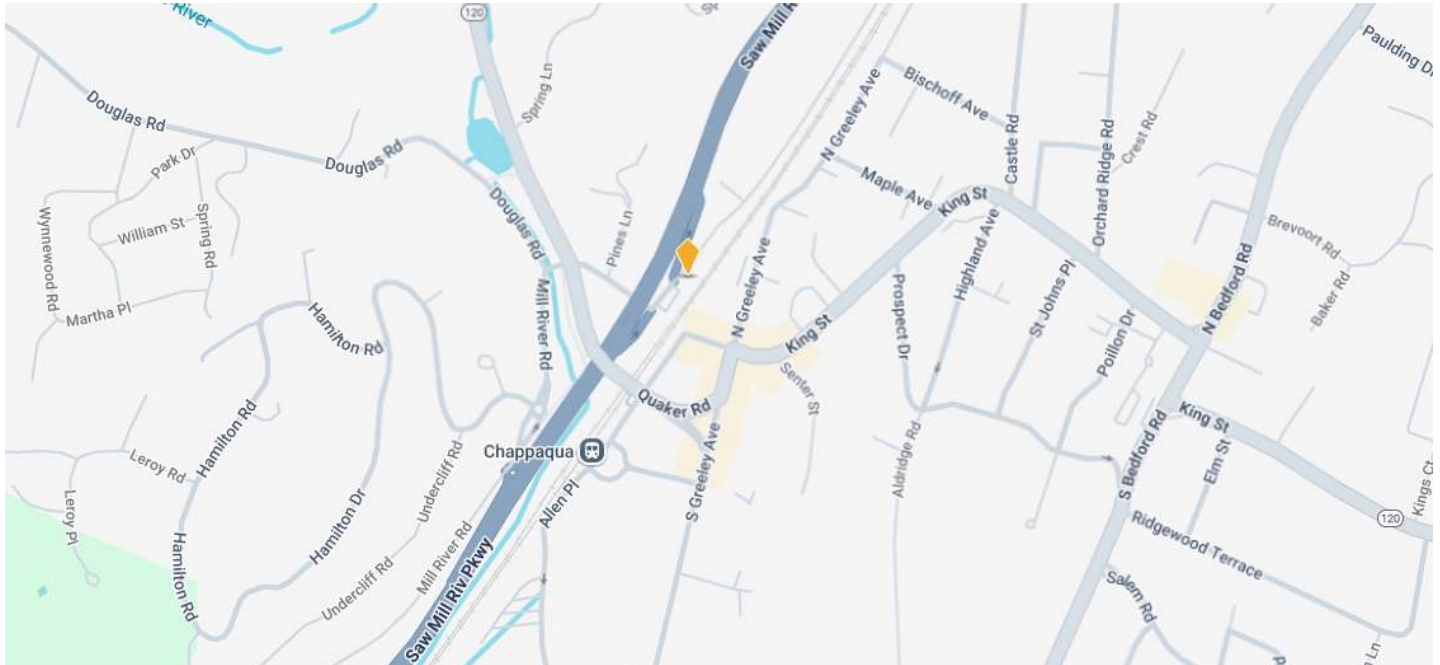 River
120
Saw Mill R
Spring Ln
Paulding Dr
Douglas Rd
Bischoff Ave
N Greeley Ave
Castle Rd
Orchard Ridge Rd
Crest Rd
Park Dr
Douglas Rd
Maple Ave
King St
Wynnewood Rd
William St
Spring Rd
Douglas Rd
Pines Ln
Highland Ave
Brevoort Rd
N Bedford Rd
Baker Rd
Martha Pl
Hamilton Rd
Mill River Rd
N Greeley Ave
King St
Prospect Dr
St Johns Pl
Poillon Dr
Senter St
Quaker Rd
Hamilton Rd
King St
Chappaqua
Undercliff Rd
S Greeley Ave
Aldridge Rd
S Bedford Rd
Elm St
Kings Ct
Leroy Rd
Leroy Pl
Allen Pl
Hamilton Dr
120
Ridgewood Terrace
Hamilton Rd
Undercliff Rd
Mill River Rd
Saw Mill Riv Pkwy
Salem Rd
King St